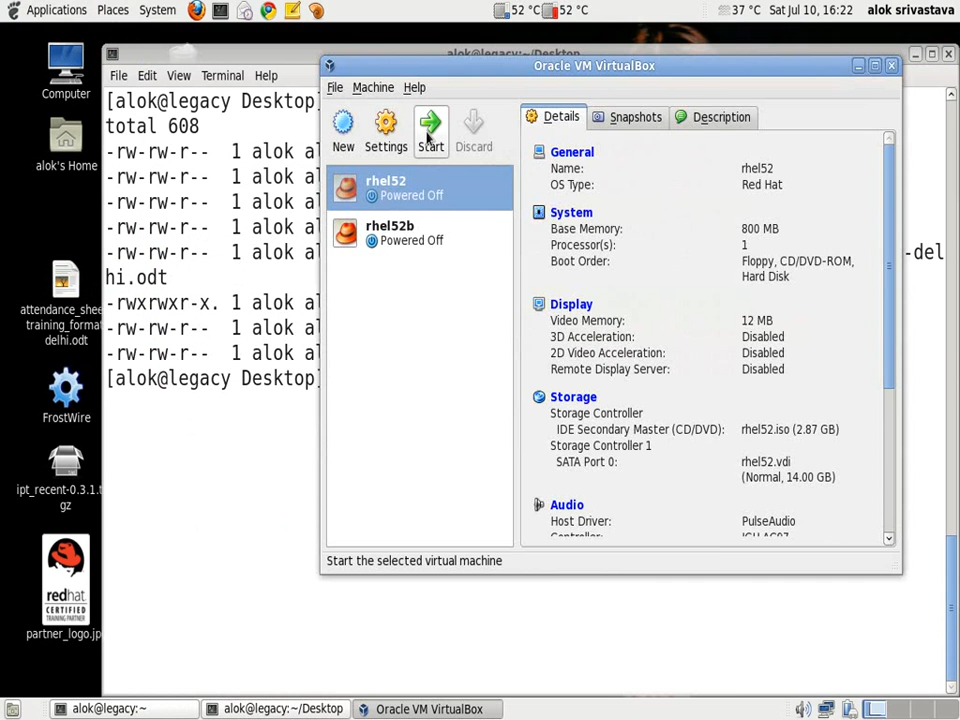 Applications Places System
52 °C 52 °C
37 °C Sat Jul 10, 16:22 alok srivastava
Computer
alok's Home
attendance_she
training_format
delhi.odt
FrostWire
ipt_recent-0.3.1.t
gz
redhat
CERTIFIED
TRAINING PARTNER
partner_logo.jp
alok@legacy:~/Desktop
File Edit View Terminal Help
[alok@legacy Desktop]
total 608
-rw-rw-r-- 1 alok al
-rw-rw-r-- 1 alok al
-rw-rw-r-- 1 alok al
-rw-rw-r-- 1 alok al
-rw-rw-r-- 1 alok al
-rw-rw-r-- 1 alok al -del
hi.odt
-rwxrwxr-x. 1 alok al
-rw-rw-r-- 1 alok al
-rw-rw-r-- 1 alok al
[alok@legacy Desktop]
Oracle VM VirtualBox
File Machine Help
New Settings Start Discard
rhel52
Powered Off
rhel52b
Powered Off
Details Snapshots Description
General
Name: rhel52
OS Type: Red Hat
System
Base Memory: 800 MB
Processor(s): 1
Boot Order: Floppy, CD/DVD-ROM,
Hard Disk
Display
Video Memory: 12 MB
3D Acceleration: Disabled
2D Video Acceleration: Disabled
Remote Display Server: Disabled
Storage
Storage Controller
IDE Secondary Master (CD/DVD): rhel52.iso (2.87 GB)
Storage Controller 1
SATA Port 0: rhel52.vdi
(Normal, 14.00 GB)
Audio
Host Driver: PulseAudio
Start the selected virtual machine
alok@legacy:~ alok@legacy:~/Desktop Oracle VM VirtualBox